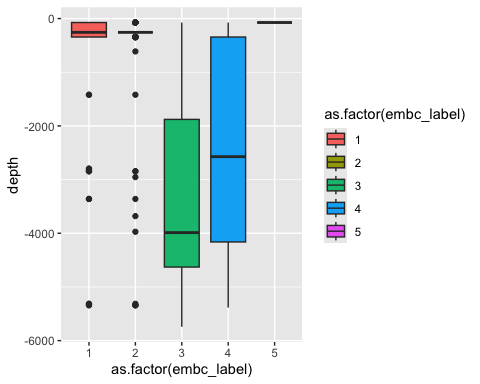 0
-2000
-4000
-6000
depth
1 2 3 4 5
as.factor(embc_label)
as.factor(embc_label)
1
2
3
4
5